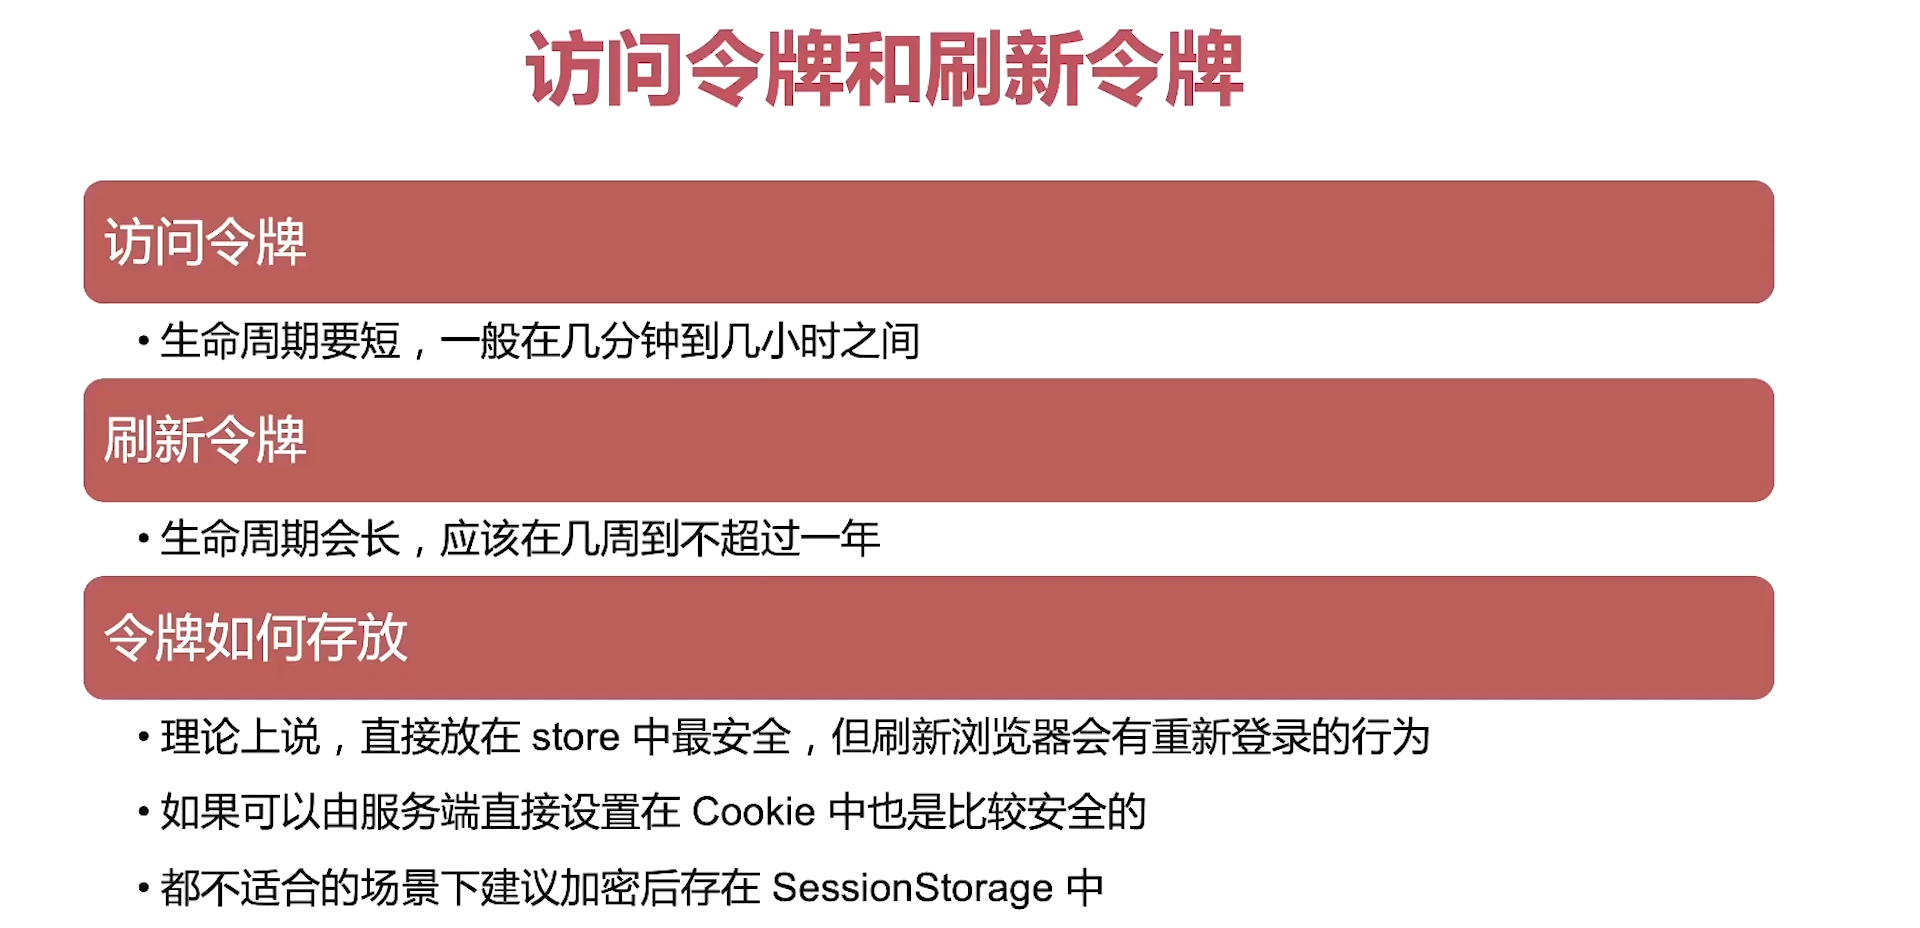 访问令牌和刷新令牌
访问令牌
• 生命周期要短，一般在几分钟到几小时之间
刷新令牌
• 生命周期会长，应该在几周到不超过一年
令牌如何存放
• 理论上说，直接放在 store 中最安全，但刷新浏览器会有重新登录的行为
• 如果可以由服务端直接设置在 Cookie 中也是比较安全的
• 都不适合的场景下建议加密后存在 SessionStorage 中